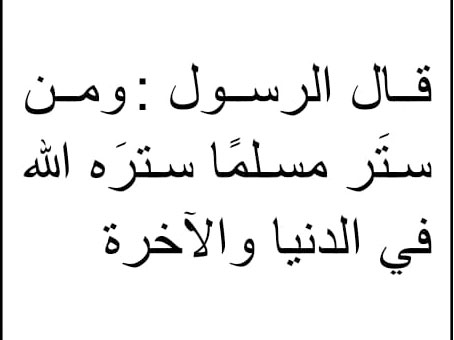 قال الرسول :ومن
ستَر مسلمًا سترَه الله
في الدنيا والآخرة